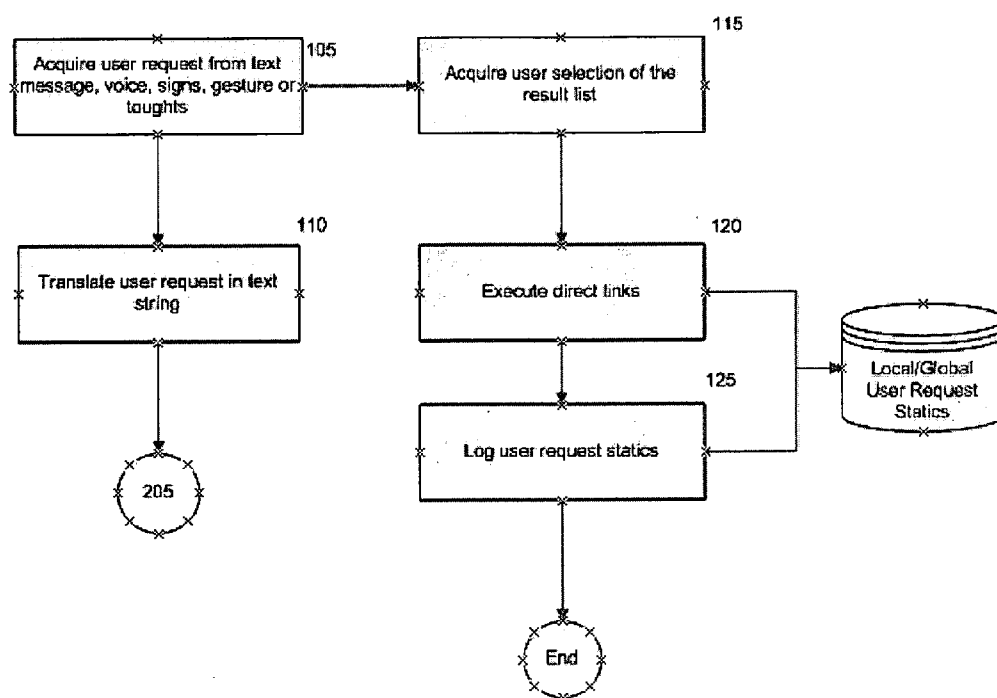 105
Acquire user request from text
message, voice, signs, gesture or
toughts
115
Acquire user selection of the
result list
110
Translate user request in text
string
120
Execute direct links
125
Log user request statics
Local/Global
User Request
Statics
205
End